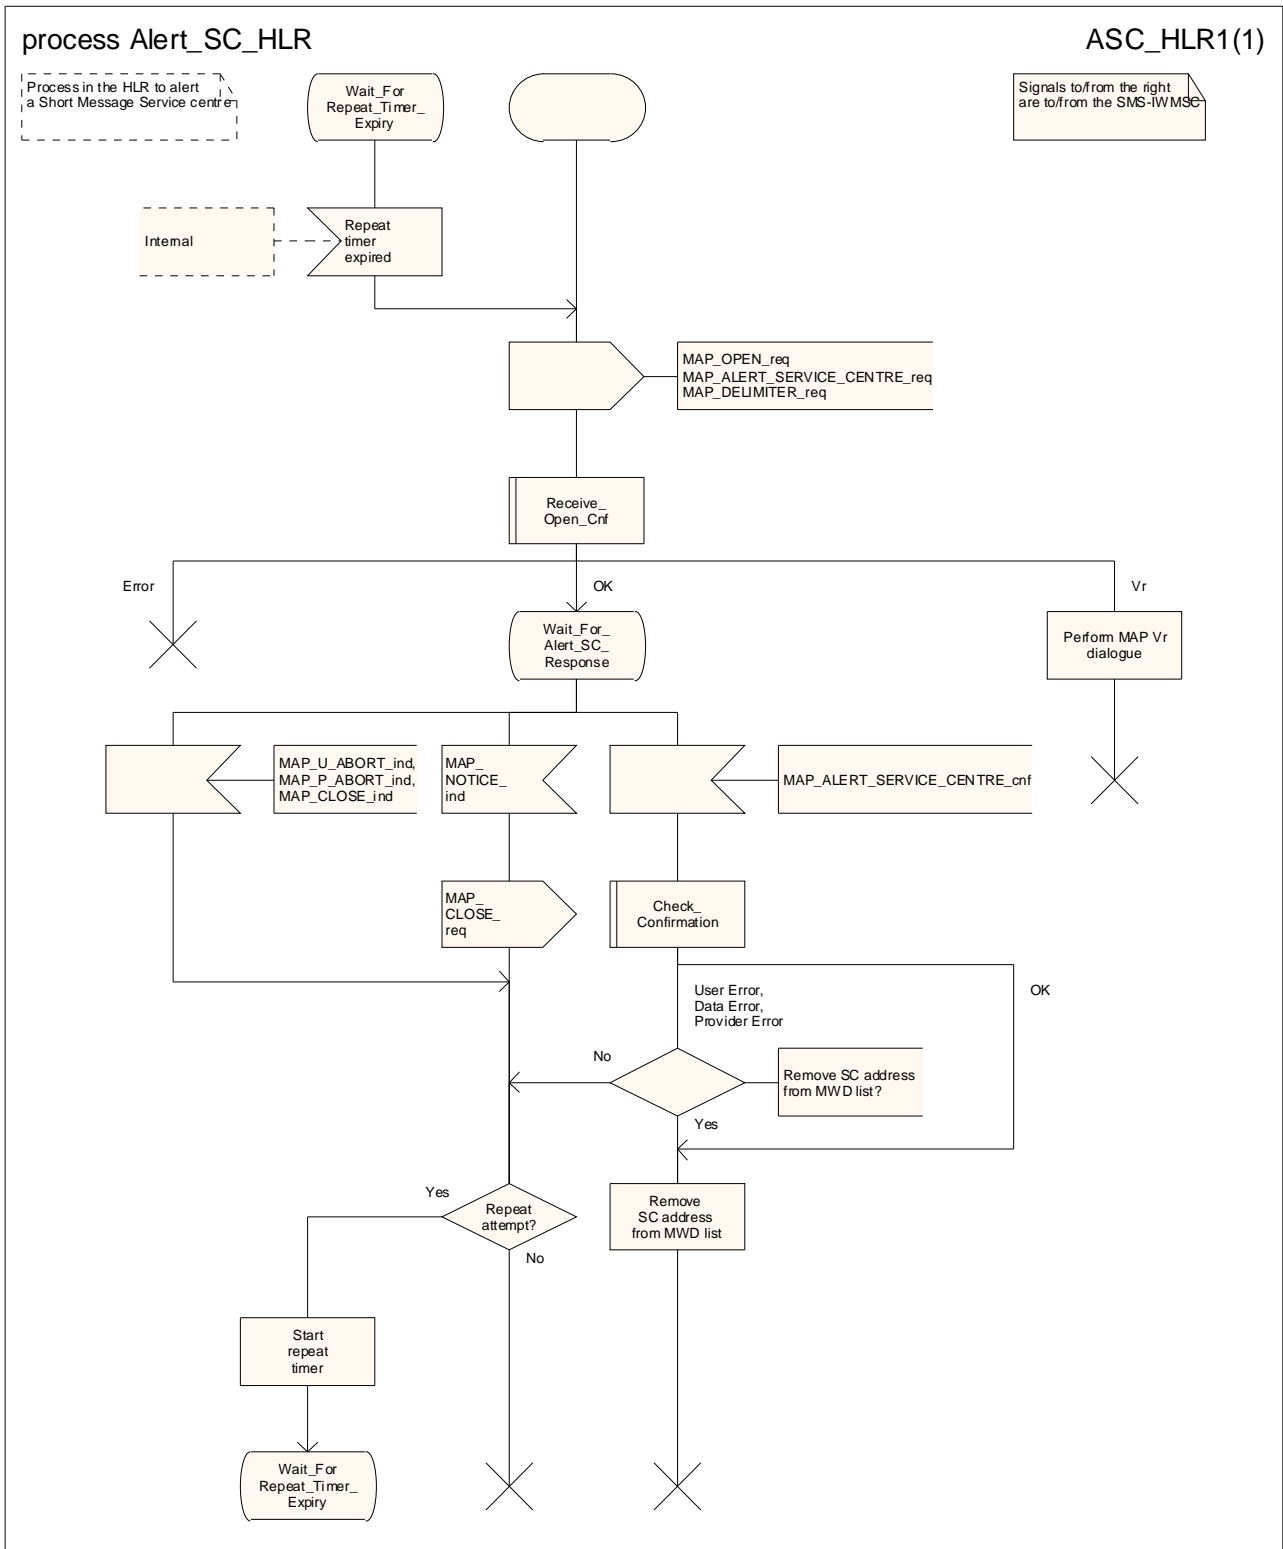 process Alert_SC_HLR
ASC_HLR1(1)
Process in the HLR to alert
a Short Message Service centre
Wait_For
Repeat_Timer_
Expiry
Signals to/from the right
are to/from the SMS-IWMSC
Internal
Repeat
timer
expired
MAP_OPEN_req
MAP_ALERT_SERVICE_CENTRE_req
MAP_DELIMITER_req
Receive_
Open_Cnf
Error
OK
Vr
Wait_For_
Alert_SC_
Response
Perform MAP Vr
dialogue
MAP_U_ABORT_ind,
MAP_P_ABORT_ind,
MAP_CLOSE_ind
MAP_
NOTICE_
ind
MAP_ALERT_SERVICE_CENTRE_cnf
MAP_
CLOSE_
req
Check_
Confirmation
User Error,
Data Error,
Provider Error
OK
No
Remove SC address
from MWD list?
Yes
Yes
Repeat
attempt?
No
Remove
SC address
from MWD list
Start
repeat
timer
Wait_For
Repeat_Timer_
Expiry